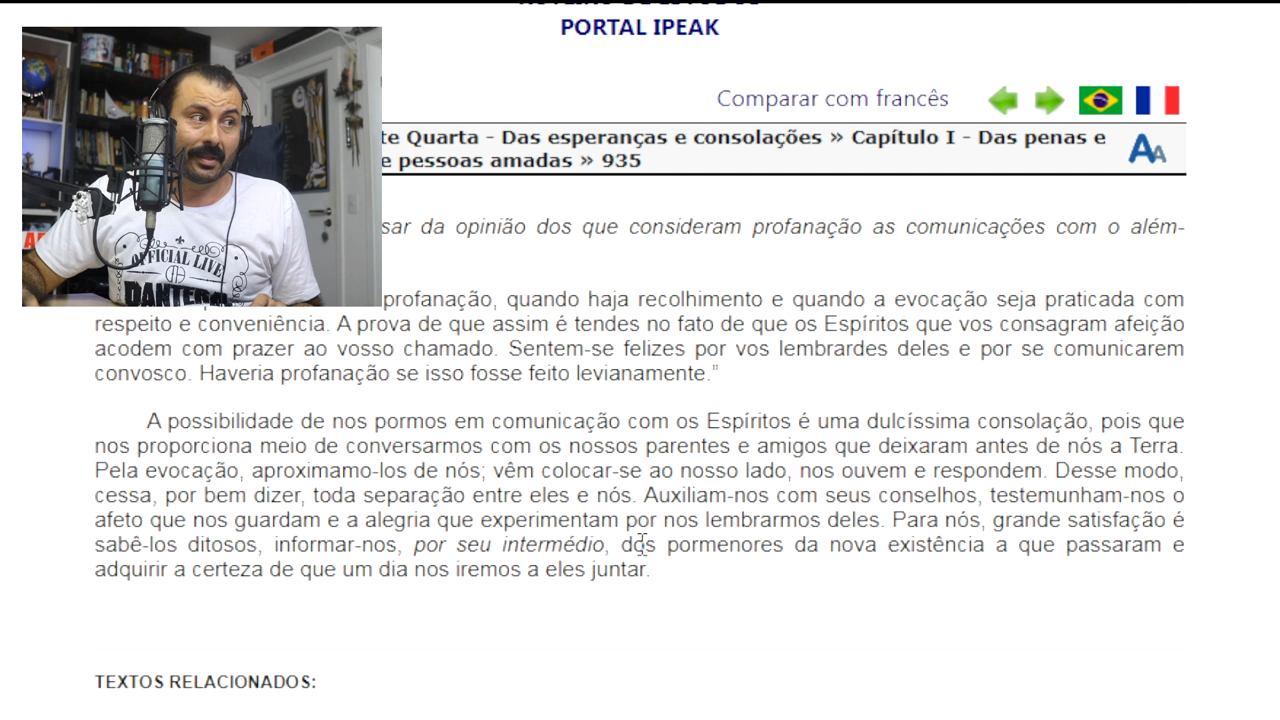 PORTAL IPEAK
Comparar com francês
te Quarta - Das esperanças e consolações » Capítulo I - Das penas e
e pessoas amadas » 935
AA
sar da opinião dos que consideram profanação as comunicações com o além-
OFFICIAL LIVE
PANTERA
profanação, quando haja recolhimento e quando a evocação seja praticada com
respeito e conveniência. A prova de que assim é tendes no fato de que os Espíritos que vos consagram afeição
acodem com prazer ao vosso chamado. Sentem-se felizes por vos lembrardes deles e por se comunicarem
convosco. Haveria profanação se isso fosse feito levianamente.”
A possibilidade de nos pormos em comunicação com os Espíritos é uma dulcíssima consolação, pois que
nos proporciona meio de conversarmos com os nossos parentes e amigos que deixaram antes de nós a Terra.
Pela evocação, aproximamo-los de nós; vêm colocar-se ao nosso lado, nos ouvem e respondem. Desse modo,
cessa, por bem dizer, toda separação entre eles e nós. Auxiliam-nos com seus conselhos, testemunham-nos o
afeto que nos guardam e a alegria que experimentam por nos lembrarmos deles. Para nós, grande satisfação é
sabê-los ditosos, informar-nos, por seu intermédio, dos pormenores da nova existência a que passaram e
adquirir a certeza de que um dia nos iremos a eles juntar.
TEXTOS RELACIONADOS: